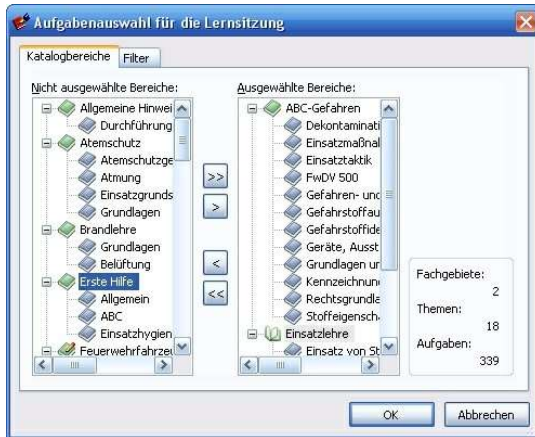 Aufgabenauswahl für die Lernsitzung
Katalogbereiche
Filter
Nicht ausgewählte Bereiche:
Allgemeine Hinwei
Durchführung
Atemschutz
Atemschutzge
Atmung
Einsatzgrunds
Grundlagen
Brandlehre
Grundlagen
Belüftung
Erste Hilfe
Allgemein
ABC
Einsatzhygien
Feuerwehrfahrzeu
>>
>
<
<<
Ausgewählte Bereiche:
ABC-Gefahren
Dekontaminati
Einsatzmaßnal
Einsatztaktik
FwDV 500
Gefahren- und
Gefahrstoffau
Gefahrstoffide
Geräte, Ausst
Grundlagen ur
Kennzeichnun
Rechtsgrundla
Stoffeigensch
Einsatzlehre
Einsatz von St
Fachgebiete:
2
Themen:
18
Aufgaben:
339
OK
Abbrechen